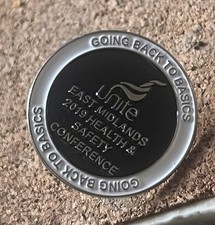 GOING BACK TO BASICS
unite
EAST MIDLANDS
2019 HEALTH &
SAFETY
CONFERENCE
GOING BACK TO BASICS